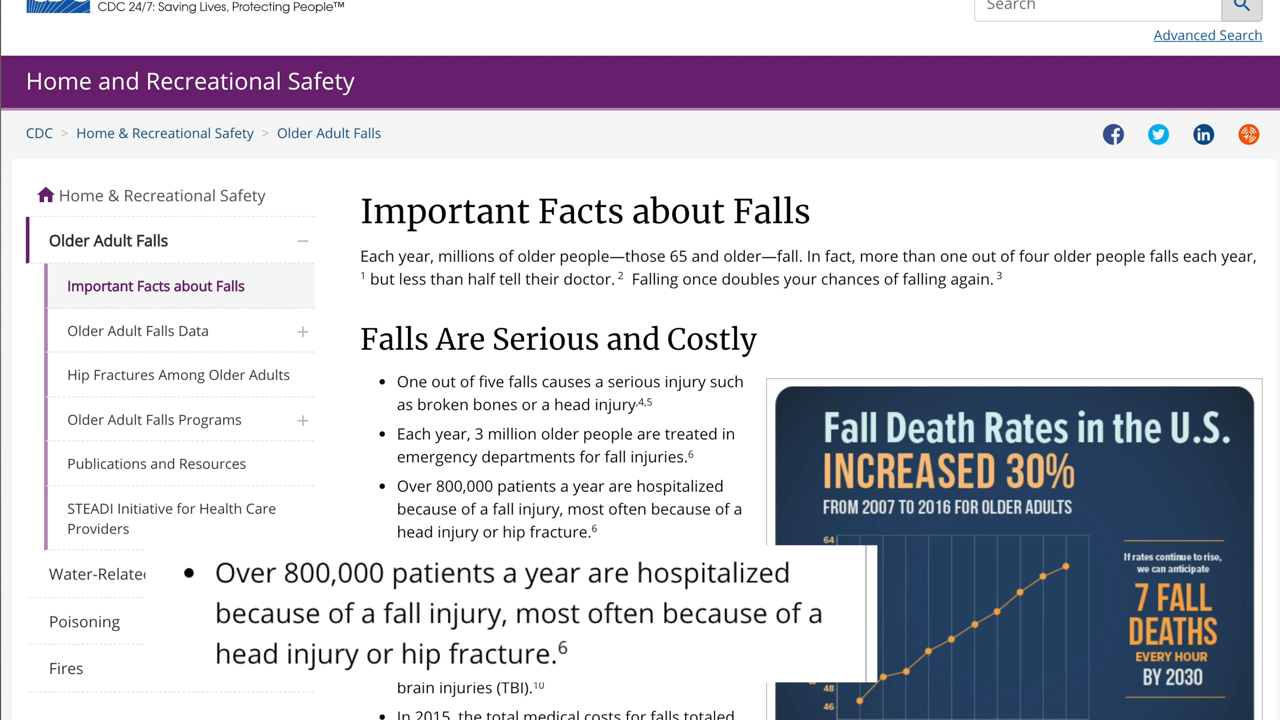 CDC 24/7: Saving Lives, Protecting People™
Search
Advanced Search
Home and Recreational Safety
CDC > Home & Recreational Safety > Older Adult Falls
Home & Recreational Safety
Older Adult Falls
Important Facts about Falls
Older Adult Falls Data
Hip Fractures Among Older Adults
Older Adult Falls Programs
Publications and Resources
STEADI Initiative for Health Care
Providers
Water-Relate
Poisoning
Fires
Important Facts about Falls
Each year, millions of older people—those 65 and older—fall. In fact, more than one out of four older people falls each year,
1 but less than half tell their doctor. 2 Falling once doubles your chances of falling again. 3
Falls Are Serious and Costly
• One out of five falls causes a serious injury such
as broken bones or a head injury.4,5
• Each year, 3 million older people are treated in
emergency departments for fall injuries.6
• Over 800,000 patients a year are hospitalized
because of a fall injury, most often because of a
head injury or hip fracture.6
• Over 800,000 patients a year are hospitalized
because of a fall injury, most often because of a
head injury or hip fracture.6
brain injuries (TBI).10
• In 2015, the total medical costs for falls totaled
Fall Death Rates in the U.S.
INCREASED 30%
FROM 2007 TO 2016 FOR OLDER ADULTS
64
48
46
If rates continue to rise,
we can anticipate
7 FALL
DEATHS
EVERY HOUR
BY 2030